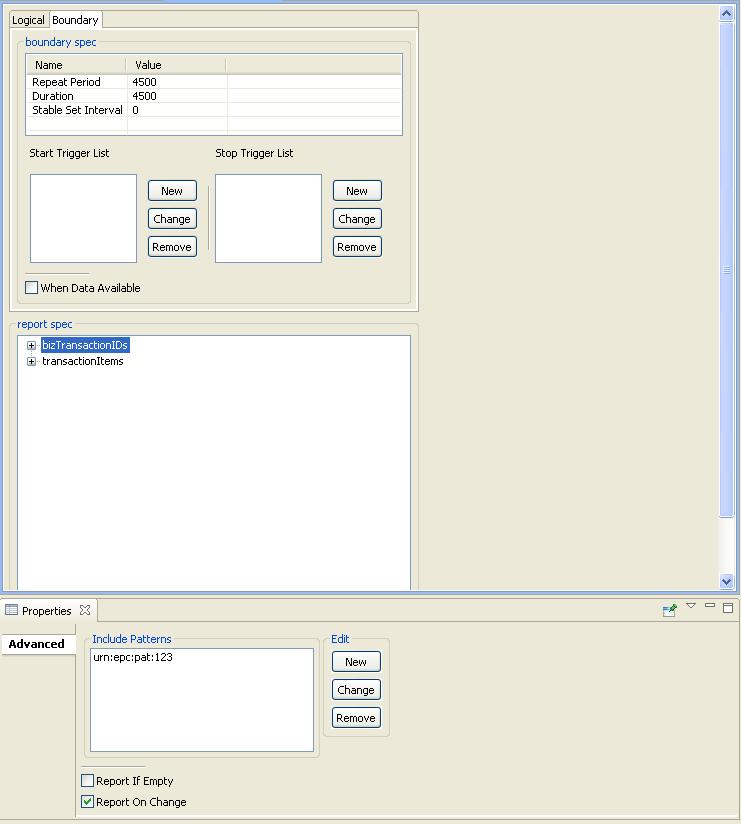 Logical Boundary
boundary spec
Name Value
Repeat Period 4500
Duration 4500
Stable Set Interval 0
Start Trigger List Stop Trigger List
New New
Change Change
Remove Remove
When Data Available
report spec
bizTransactionIDs
transactionItems
Properties
Advanced
Include Patterns Edit
urn:epc:pat:123
New
Change
Remove
Report If Empty
Report On Change